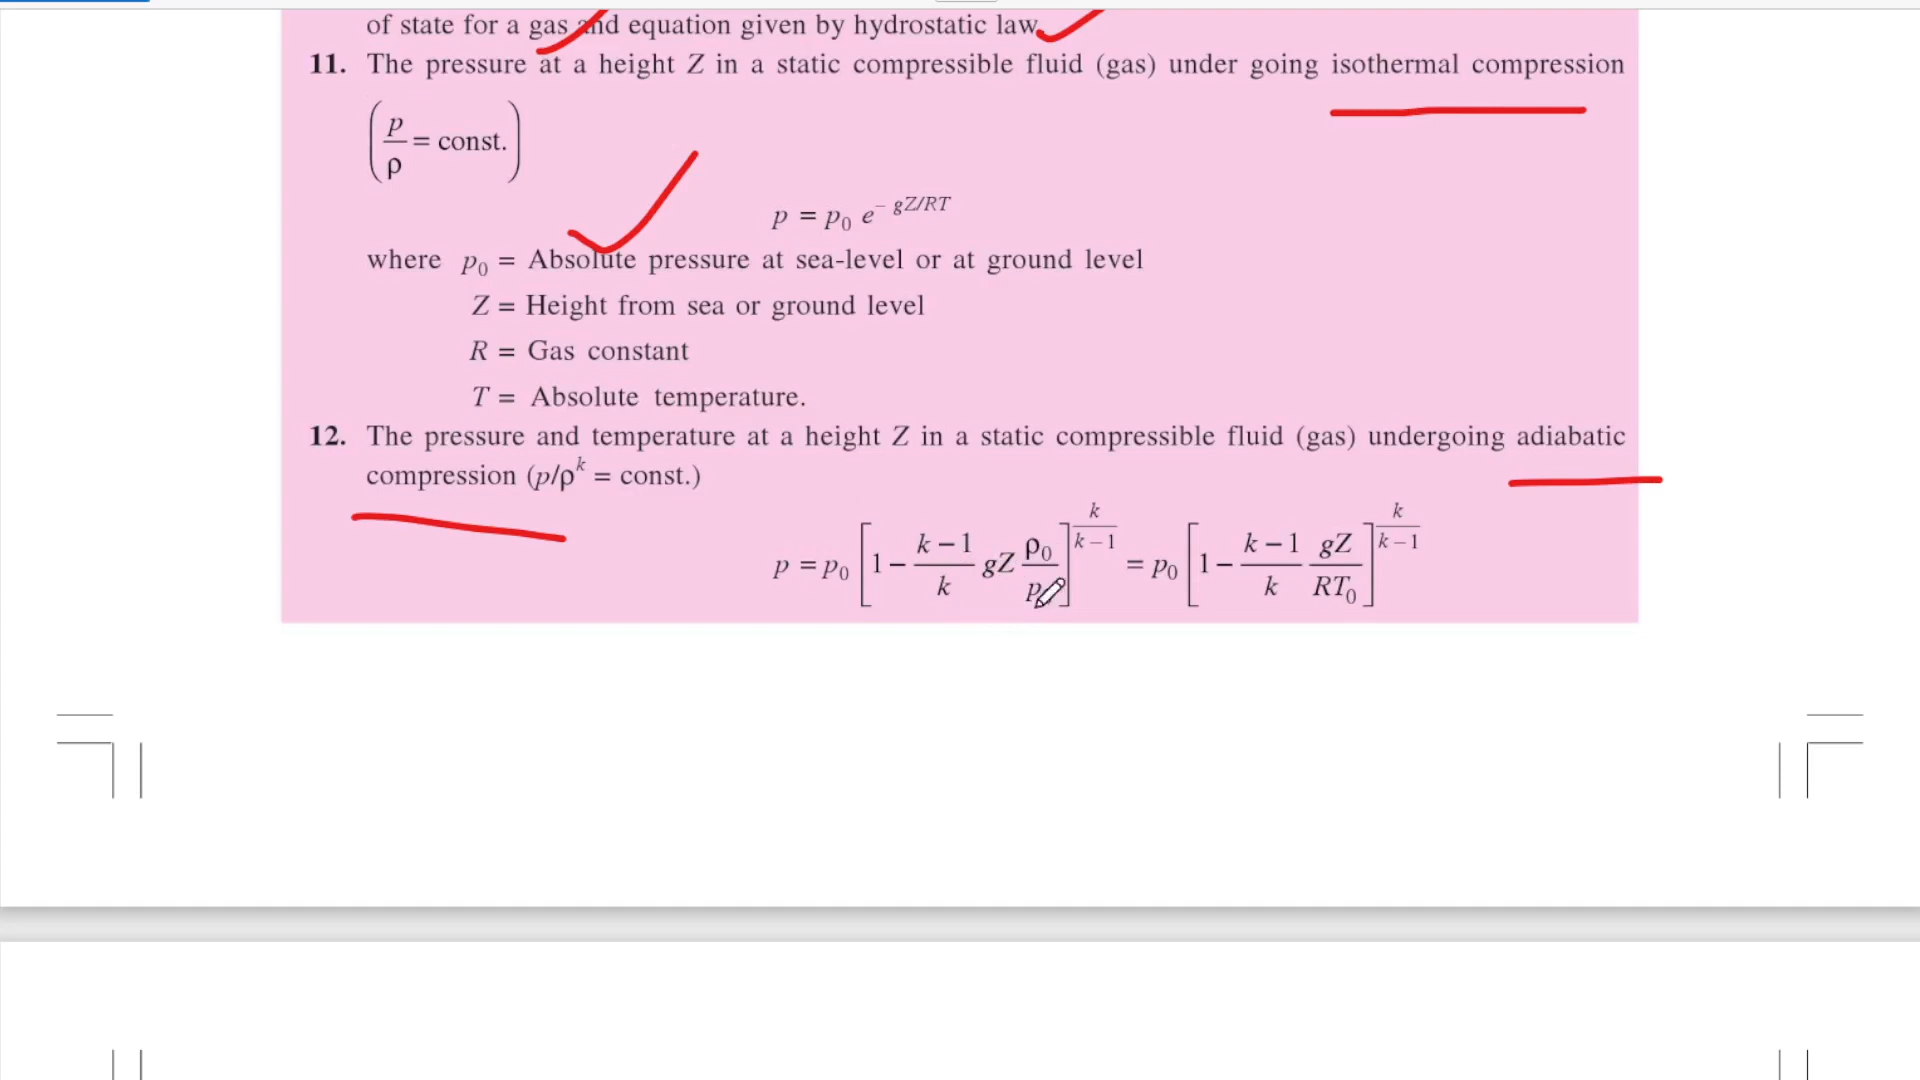 of state for a gas and equation given by hydrostatic law.
11. The pressure at a height Z in a static compressible fluid (gas) under going isothermal compression
(p/ρ = const.)
p = p₀ e^(– gZ/RT)
where p₀ = Absolute pressure at sea-level or at ground level
Z = Height from sea or ground level
R = Gas constant
T = Absolute temperature.
12. The pressure and temperature at a height Z in a static compressible fluid (gas) undergoing adiabatic
compression (p/ρ^k = const.)
p = p₀ [1 – (k – 1)/k gZ ρ₀/p]^(k/(k – 1)) = p₀ [1 – (k – 1)/k gZ/RT₀]^(k/(k – 1))